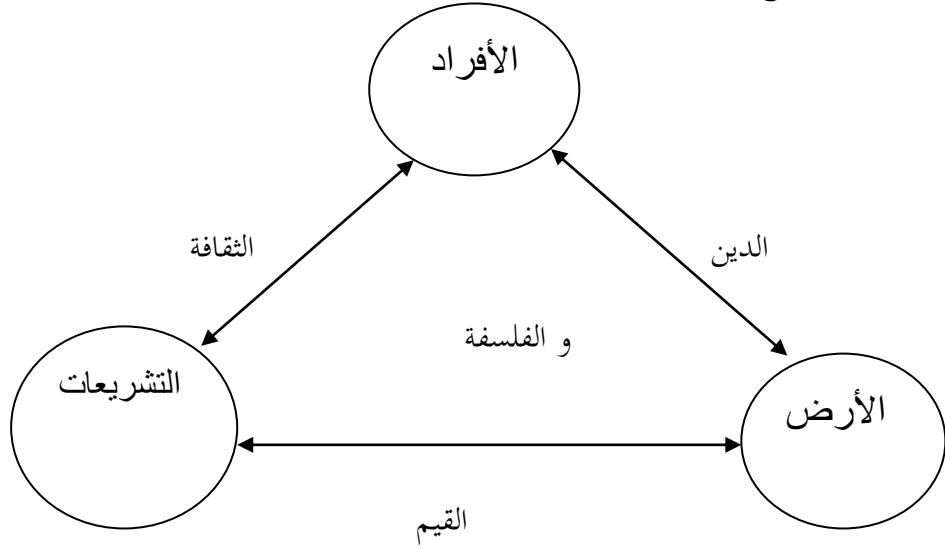 الأفراد
الدين
الثقافة
و الفلسفة
الأرض
التشريعات
القيم